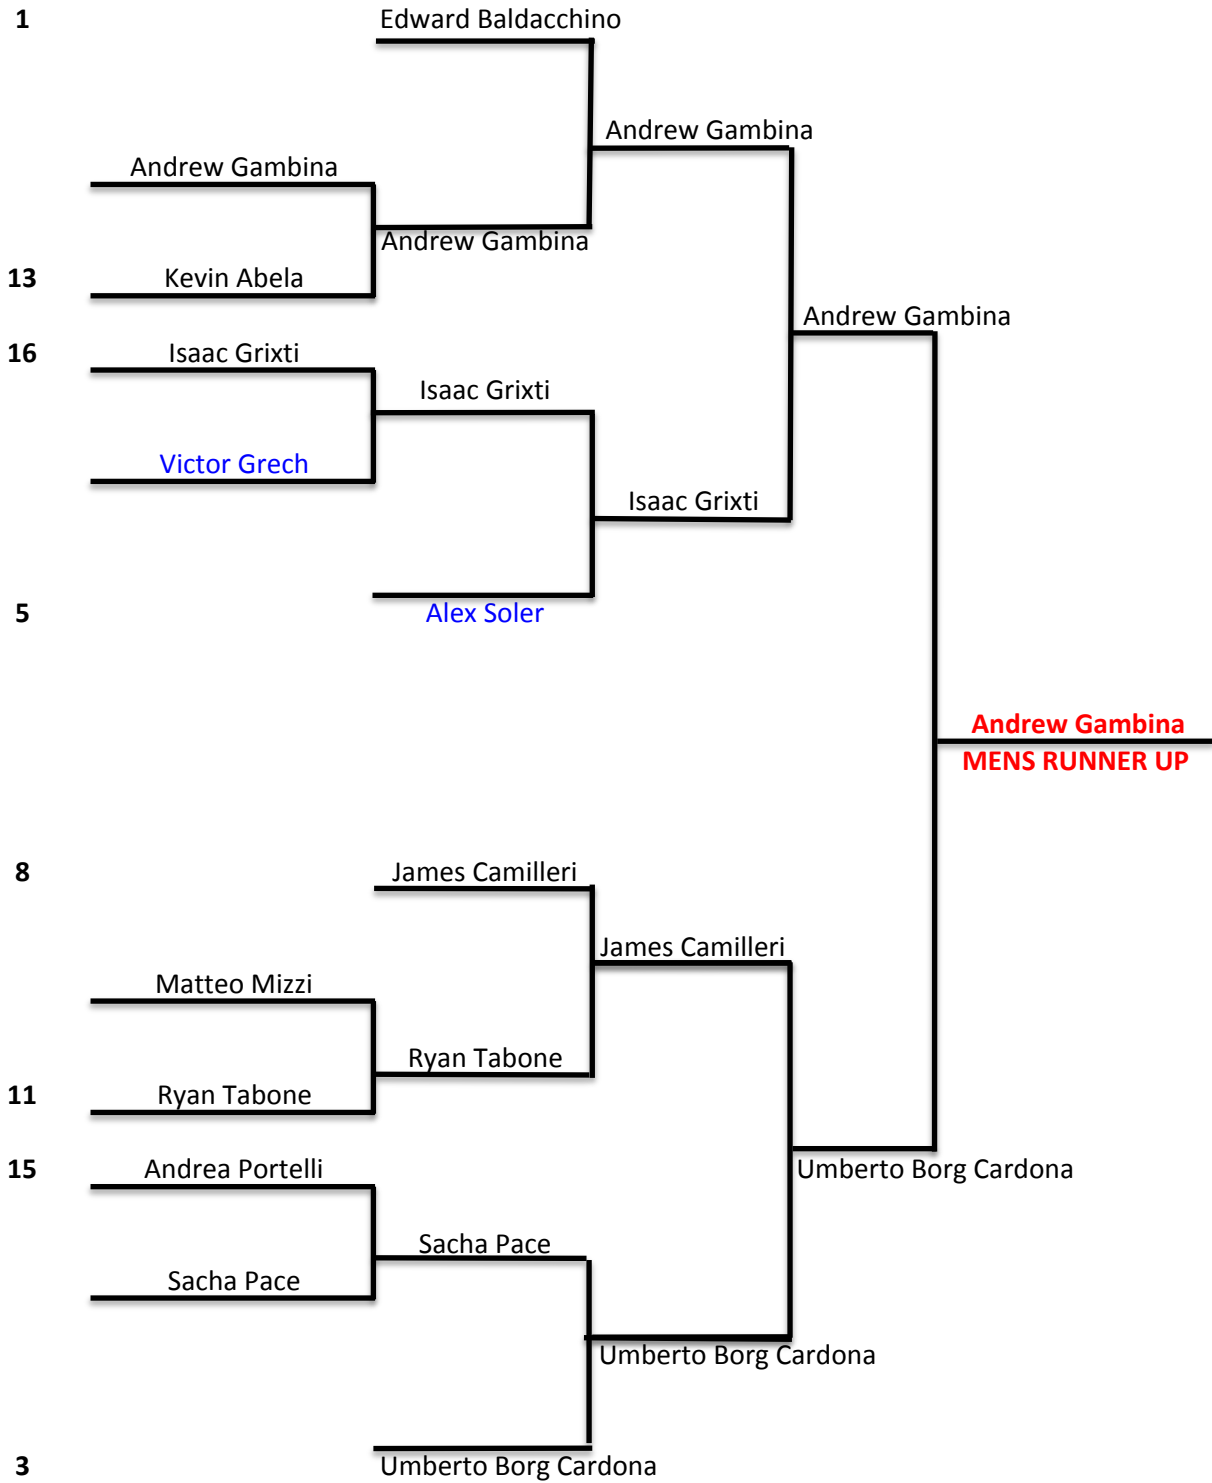 1
Edward Baldacchino
Andrew Gambina
Andrew Gambina
Andrew Gambina
13
Kevin Abela
Andrew Gambina
16
Isaac Grixti
Isaac Grixti
Victor Grech
Isaac Grixti
5
Alex Soler
Andrew Gambina
MENS RUNNER UP
8
James Camilleri
James Camilleri
Matteo Mizzi
Ryan Tabone
11
Ryan Tabone
15
Andrea Portelli
Umberto Borg Cardona
Sacha Pace
Sacha Pace
Umberto Borg Cardona
3
Umberto Borg Cardona